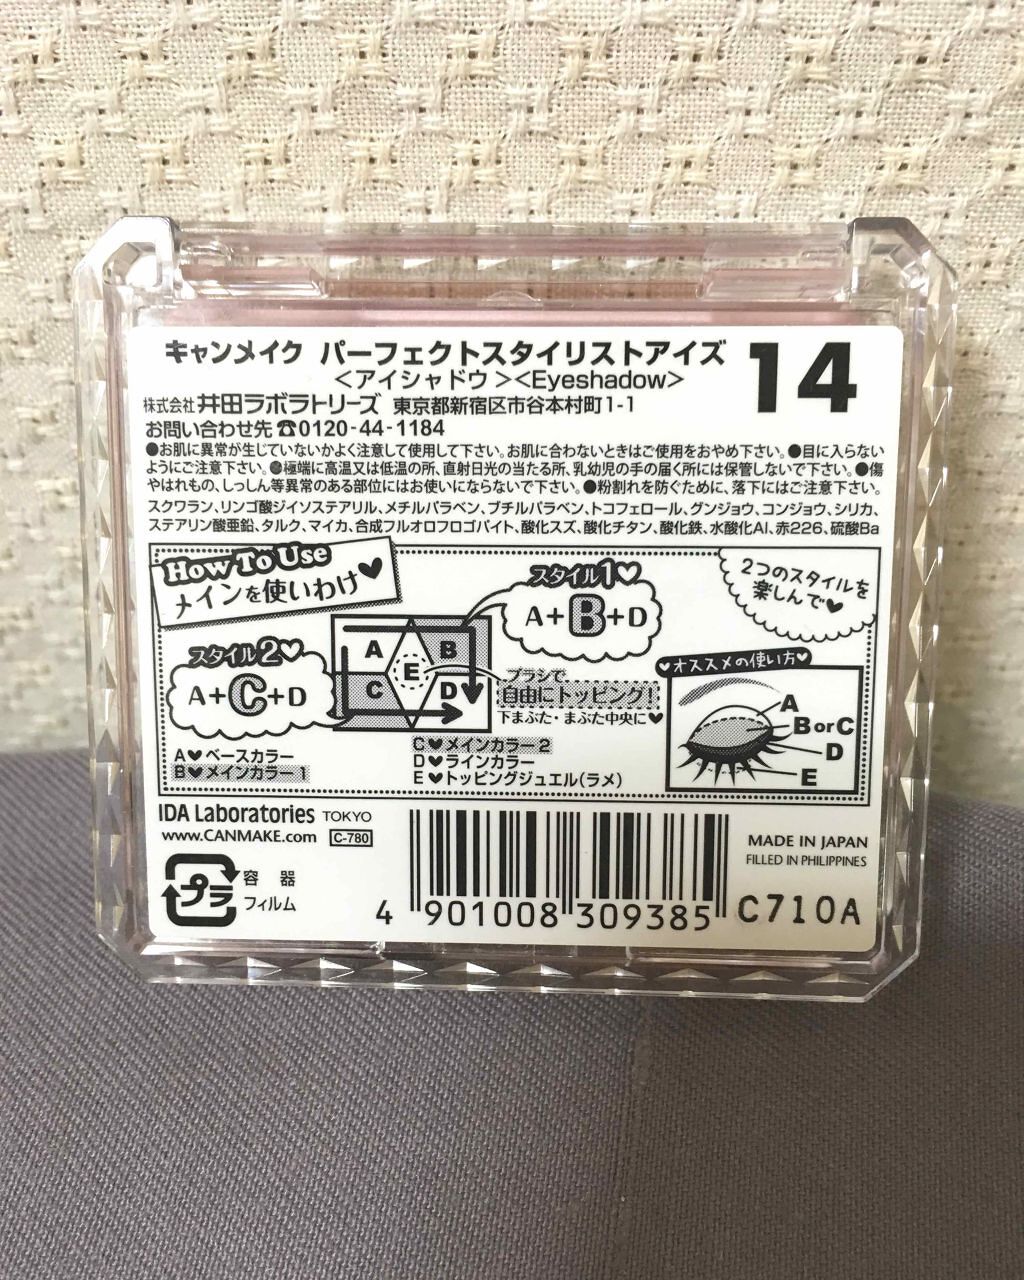 キャンメイク パーフェクトスタイリストアイズ
14
<アイシャドウ><Eyeshadow>
株式会社 井田ラボラトリーズ 東京都新宿区市谷本村町1-1
お問い合わせ先 ☎0120-44-1184
●お肌に異常が生じていないかよく注意して使用して下さい。お肌に合わないときはご使用をおやめ下さい。●目に入らない
ようにご注意下さい。●極端に高温又は低温の所、直射日光の当たる所、乳幼児の手の届く所には保管しないで下さい。●傷
やはれもの、しっしん等異常のある部位にはお使いにならないで下さい。●粉割れを防ぐために、落下にはご注意下さい。
スクワラン、リンゴ酸ジイソステアリル、メチルパラベン、ブチルパラベン、トコフェロール、グンジョウ、コンジョウ、シリカ、
ステアリン酸亜鉛、タルク、マイカ、合成フルオロフロゴパイト、酸化スズ、酸化チタン、酸化鉄、水酸化Al、赤226、硫酸Ba
How To Use
メインを使いわけ♥
スタイル1♥
A+B+D
2つのスタイルを
楽しんで♥
スタイル2♥
A+C+D
A
B
E
C
D
ブラシで
自由にトッピング!
下まぶた・まぶた中央に♥
♥オススメの使い方♥
A
B or C
D
E
A♥ベースカラー
B♥メインカラー1
C♥メインカラー2
D♥ラインカラー
E♥トッピングジュエル(ラメ)
IDA Laboratories TOKYO
www.CANMAKE.com C-780
プラ
容器
フィルム
4 901008 309385
MADE IN JAPAN
FILLED IN PHILIPPINES
C710A